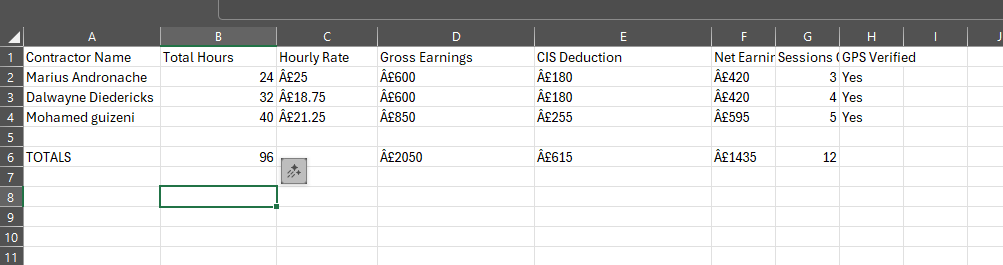 A B C D E F G H I J
1 Contractor Name Total Hours Hourly Rate Gross Earnings CIS Deduction Net Earnin Sessions ( GPS Verified
2 Marius Andronache 24 Â£25 Â£600 Â£180 Â£420 3 Yes
3 Dalwayne Diedericks 32 Â£18.75 Â£600 Â£180 Â£420 4 Yes
4 Mohamed guizeni 40 Â£21.25 Â£850 Â£255 Â£595 5 Yes
5
6 TOTALS 96 Â£2050 Â£615 Â£1435 12
7
8
9
10
11